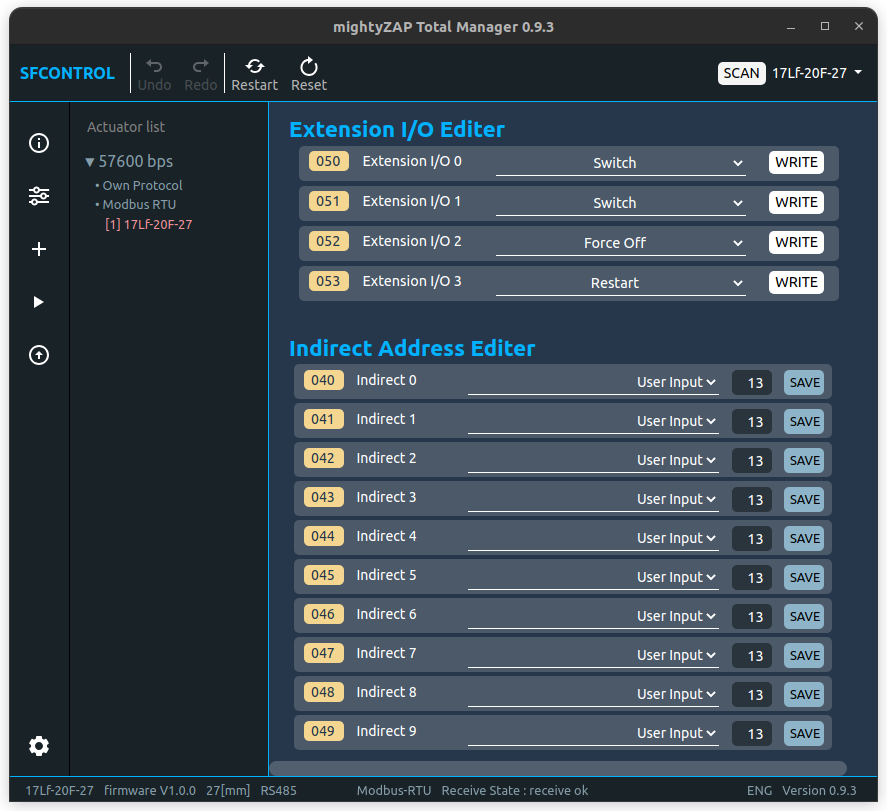 mightyZAP Total Manager 0.9.3
SFCONTROL Undo Redo Restart Reset SCAN 17Lf-20F-27
Actuator list
57600 bps
• Own Protocol
• Modbus RTU
[1] 17Lf-20F-27
Extension I/O Editer
050 Extension I/O 0 Switch WRITE
051 Extension I/O 1 Switch WRITE
052 Extension I/O 2 Force Off WRITE
053 Extension I/O 3 Restart WRITE
Indirect Address Editer
040 Indirect 0 User Input 13 SAVE
041 Indirect 1 User Input 13 SAVE
042 Indirect 2 User Input 13 SAVE
043 Indirect 3 User Input 13 SAVE
044 Indirect 4 User Input 13 SAVE
045 Indirect 5 User Input 13 SAVE
046 Indirect 6 User Input 13 SAVE
047 Indirect 7 User Input 13 SAVE
048 Indirect 8 User Input 13 SAVE
049 Indirect 9 User Input 13 SAVE
17Lf-20F-27 firmware V1.0.0 27[mm] RS485 Modbus-RTU Receive State : receive ok ENG Version 0.9.3